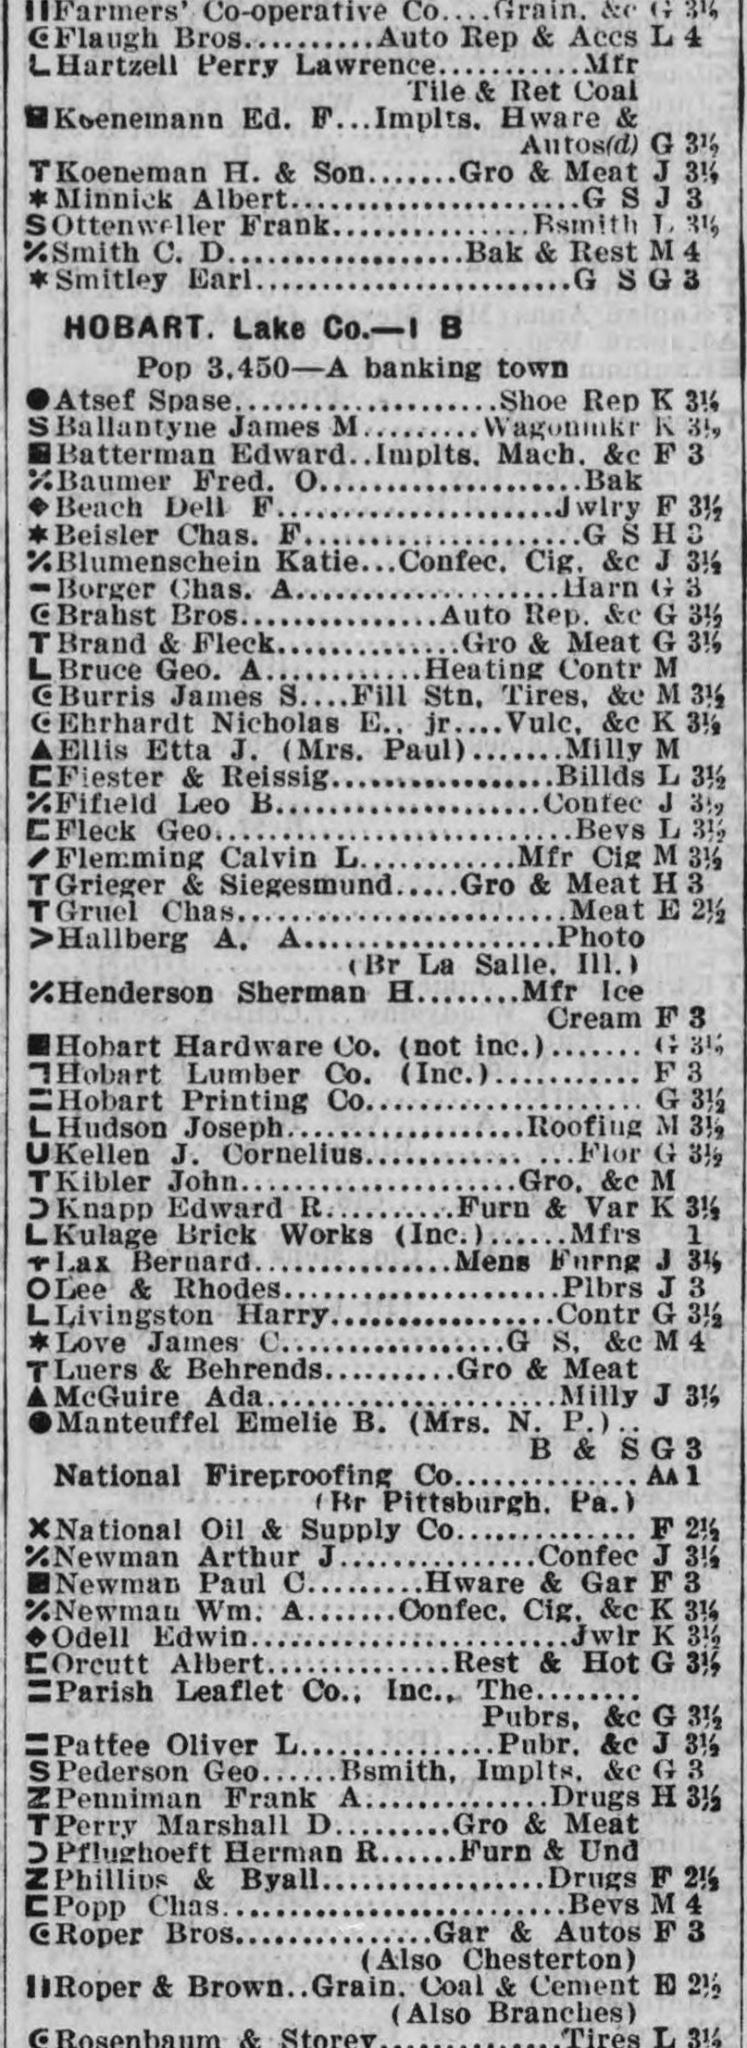 Farmers' Co-operative Co....Grain, &c G 3½
Flaugh Bros..........Auto Rep & Accs L 4
L Hartzell Perry Lawrence...........Mfr
Tile & Ret Coal
■ Koenemann Ed. F...Implts, Hware &
Autos(d) G 3½
T Koeneman H. & Son.......Gro & Meat J 3½
* Minnick Albert......................G S J 3
S Ottenweller Frank...............Bsmith L 3½
⁒ Smith C. D..................Bak & Rest M 4
* Smitley Earl........................G S G 3
HOBART, Lake Co.—1 B
Pop 3,450—A banking town
● Atsef Spase....................Shoe Rep K 3½
S Ballantyne James M.........Wagonmkr K 3½
■ Batterman Edward..Implts, Mach, &c F 3
⁒ Baumer Fred. O....................Bak
◆ Beach Dell F.....................Jwlry F 3½
* Beisler Chas. F.....................G S H 3
⁒ Blumenschein Katie...Confec, Cig, &c J 3½
− Borger Chas. A....................Harn G 3
Brahst Bros...............Auto Rep, &c G 3½
T Brand & Fleck..............Gro & Meat G 3½
L Bruce Geo. A............Heating Contr M
Burris James S....Fill Stn, Tires, &c M 3½
Ehrhardt Nicholas E., jr....Vulc, &c K 3½
▲ Ellis Etta J. (Mrs. Paul).......Milly M
⊏ Fiester & Reissig.................Billds L 3½
⁒ Fifield Leo B....................Confec J 3½
⊏ Fleck Geo...........................Bevs L 3½
/ Flemming Calvin L............Mfr Cig M 3½
T Grieger & Siegesmund.....Gro & Meat H 3
T Gruel Chas.........................Meat E 2½
> Hallberg A. A...................Photo
(Br La Salle, Ill.)
⁒ Henderson Sherman H........Mfr Ice
Cream F 3
■ Hobart Hardware Co. (not inc.)....... G 3½
Hobart Lumber Co. (Inc.)........... F 3
Hobart Printing Co..................... G 3½
L Hudson Joseph..................Roofing M 3½
U Kellen J. Cornelius............ ...Flor G 3½
T Kibler John.....................Gro, &c M
Knapp Edward R..........Furn & Var K 3½
L Kulage Brick Works (Inc.)......Mfrs 1
Lax Bernard...............Mens Furng J 3½
O Lee & Rhodes.....................Plbrs J 3
L Livingston Harry.................Contr G 3½
* Love James C.................G S, &c M 4
T Luers & Behrends..........Gro & Meat
▲ McGuire Ada.....................Milly J 3½
● Manteuffel Emelie B. (Mrs. N. P.)..
B & S G 3
National Fireproofing Co.............. AA 1
(Br Pittsburgh, Pa.)
X National Oil & Supply Co.............. F 2½
⁒ Newman Arthur J..............Confec J 3½
■ Newman Paul C.........Hware & Gar F 3
⁒ Newman Wm. A.......Confec, Cig, &c K 3½
◆ Odell Edwin........................Jwlr K 3½
⊏ Orcutt Albert..............Rest & Hot G 3½
Parish Leaflet Co., Inc., The........
Pubrs, &c G 3½
Pattee Oliver L...............Pubr, &c J 3½
S Pederson Geo......Bsmith, Implts, &c G 3
Z Penniman Frank A..............Drugs H 3½
T Perry Marshall D.........Gro & Meat
Pflughoeft Herman R......Furn & Und
Z Phillips & Byall.................Drugs F 2½
⊏ Popp Chas..........................Bevs M 4
Roper Bros...............Gar & Autos F 3
(Also Chesterton)
Roper & Brown..Grain, Coal & Cement E 2½
(Also Branches)
Rosenbaum & Storey..............Tires L 3½